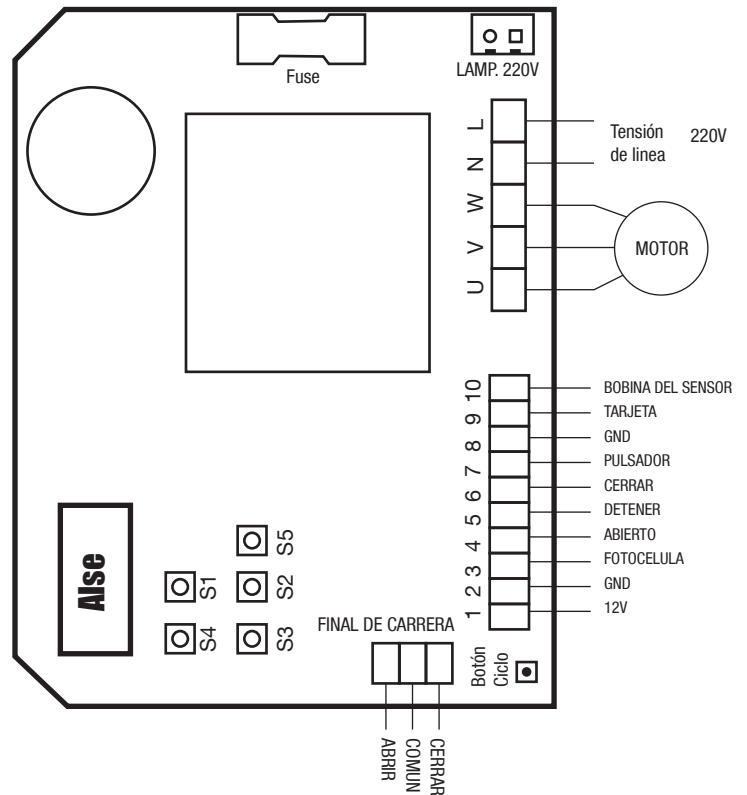 Fuse
LAMP. 220V
L
N
W
V
U
Tensión
de linea
220V
MOTOR
10
9
8
7
6
5
4
3
2
1
BOBINA DEL SENSOR
TARJETA
GND
PULSADOR
CERRAR
DETENER
ABIERTO
FOTOCELULA
GND
12V
Alse
S5
S1
S2
S4
S3
FINAL DE CARRERA
Botón
Ciclo
ABRIR
COMUN
CERRAR